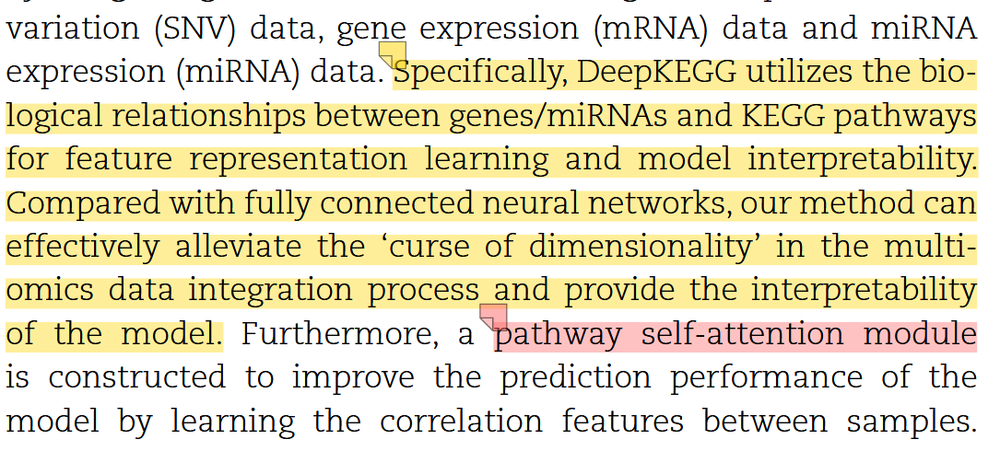 variation (SNV) data, gene expression (mRNA) data and miRNA
expression (miRNA) data. Specifically, DeepKEGG utilizes the bio-
logical relationships between genes/miRNAs and KEGG pathways
for feature representation learning and model interpretability.
Compared with fully connected neural networks, our method can
effectively alleviate the ‘curse of dimensionality’ in the multi-
omics data integration process and provide the interpretability
of the model. Furthermore, a pathway self-attention module
is constructed to improve the prediction performance of the
model by learning the correlation features between samples.